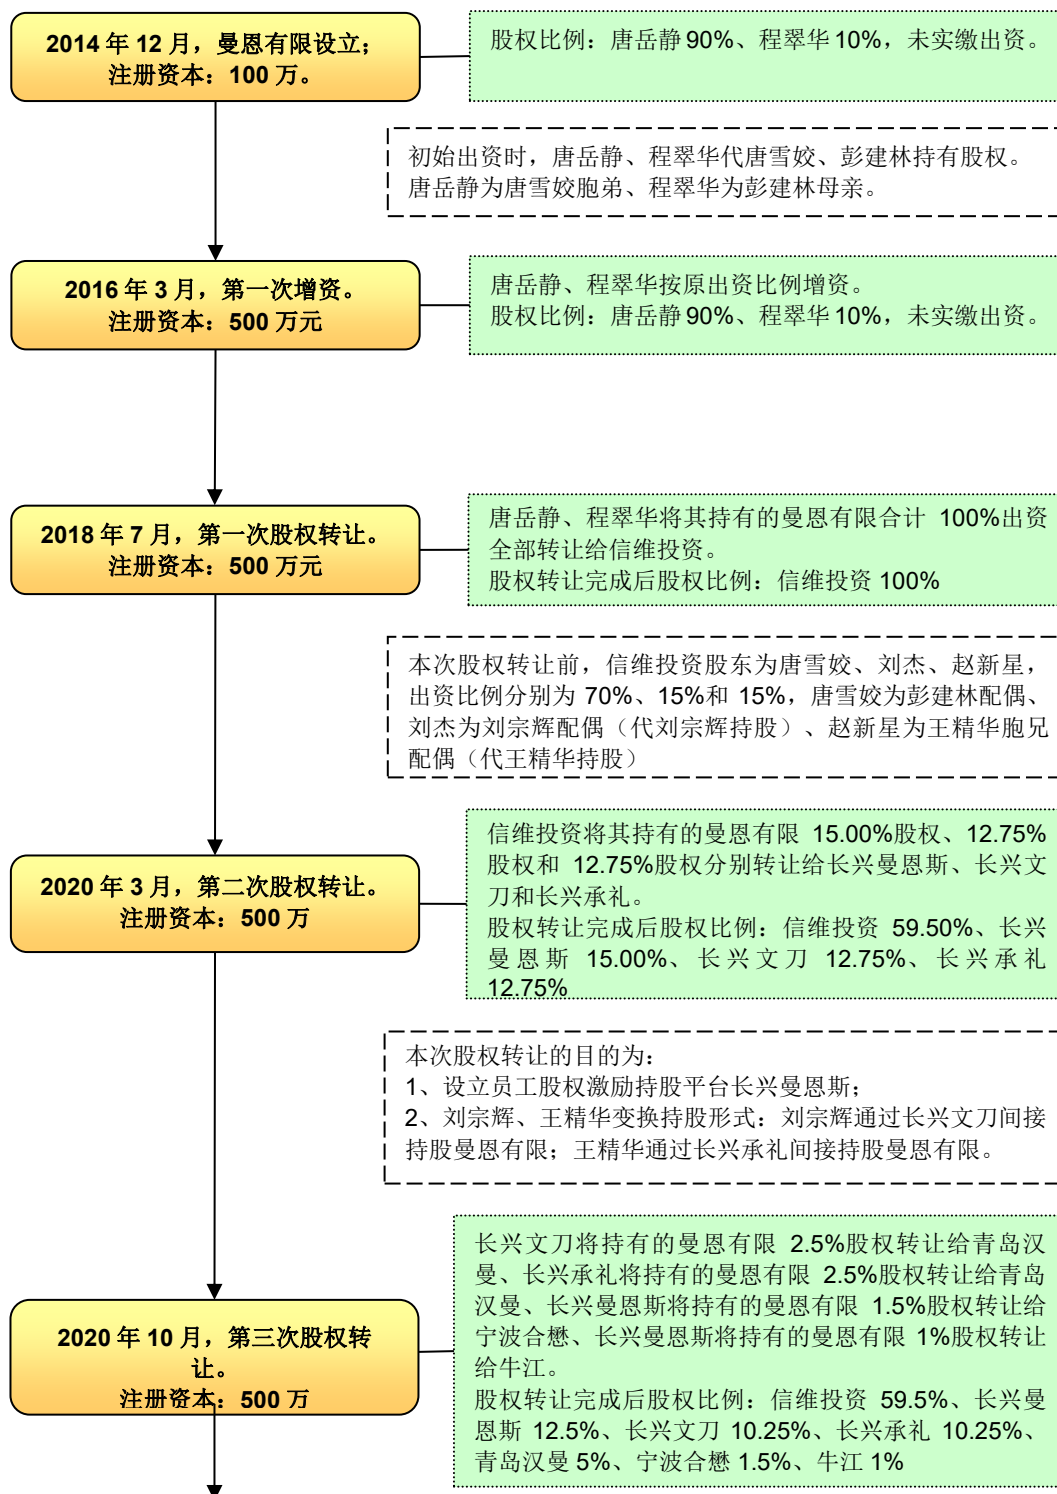 2014 年 12 月，曼恩有限设立；
注册资本：100 万。
股权比例：唐岳静 90%、程翠华 10%，未实缴出资。
初始出资时，唐岳静、程翠华代唐雪姣、彭建林持有股权。
唐岳静为唐雪姣胞弟、程翠华为彭建林母亲。
2016 年 3 月，第一次增资。
注册资本：500 万元
唐岳静、程翠华按原出资比例增资。
股权比例：唐岳静 90%、程翠华 10%，未实缴出资。
2018 年 7 月，第一次股权转让。
注册资本：500 万元
唐岳静、程翠华将其持有的曼恩有限合计 100%出资
全部转让给信维投资。
股权转让完成后股权比例：信维投资 100%
本次股权转让前，信维投资股东为唐雪姣、刘杰、赵新星，
出资比例分别为 70%、15%和 15%，唐雪姣为彭建林配偶、
刘杰为刘宗辉配偶（代刘宗辉持股）、赵新星为王精华胞兄
配偶（代王精华持股）
2020 年 3 月，第二次股权转让。
注册资本：500 万
信维投资将其持有的曼恩有限 15.00%股权、12.75%
股权和 12.75%股权分别转让给长兴曼恩斯、长兴文
刀和长兴承礼。
股权转让完成后股权比例：信维投资 59.50%、长兴
曼恩斯 15.00%、长兴文刀 12.75%、长兴承礼
12.75%
本次股权转让的目的为：
1、设立员工股权激励持股平台长兴曼恩斯；
2、刘宗辉、王精华变换持股形式：刘宗辉通过长兴文刀间接
持股曼恩有限；王精华通过长兴承礼间接持股曼恩有限。
2020 年 10 月，第三次股权转
让。
注册资本：500 万
长兴文刀将持有的曼恩有限 2.5%股权转让给青岛汉
曼、长兴承礼将持有的曼恩有限 2.5%股权转让给青岛
汉曼、长兴曼恩斯将持有的曼恩有限 1.5%股权转让给
宁波合懋、长兴曼恩斯将持有的曼恩有限 1%股权转让
给牛江。
股权转让完成后股权比例：信维投资 59.5%、长兴曼
恩斯 12.5%、长兴文刀 10.25%、长兴承礼 10.25%、
青岛汉曼 5%、宁波合懋 1.5%、牛江 1%